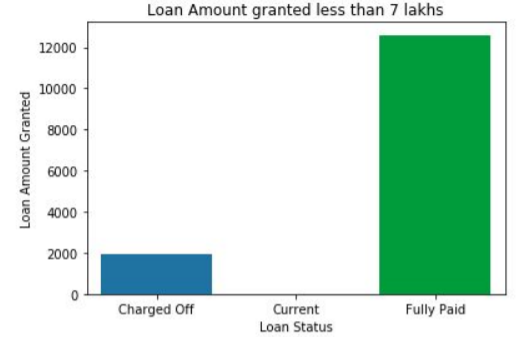 Loan Amount granted less than 7 lakhs
12000
10000
8000
6000
4000
2000
0
Loan Amount Granted
Charged Off
Current
Fully Paid
Loan Status